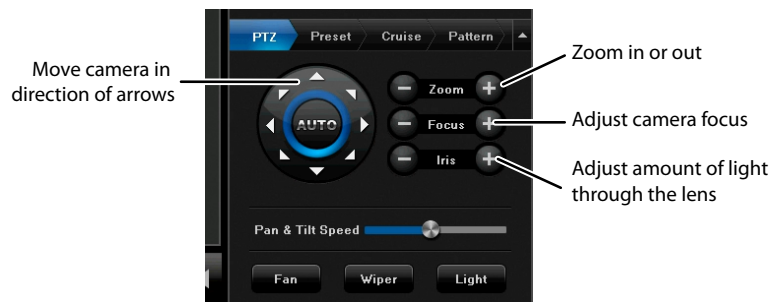 PTZ Preset Cruise Pattern
Zoom in or out
Move camera in
direction of arrows
Zoom
AUTO
Focus
Adjust camera focus
Iris
Adjust amount of light
through the lens
Pan & Tilt Speed
Fan Wiper Light